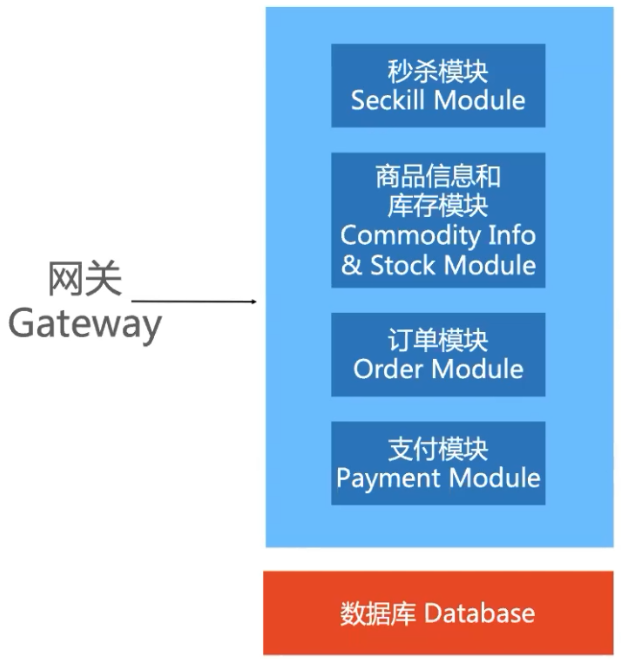 网关
Gateway
秒杀模块
Seckill Module
商品信息和
库存模块
Commodity Info
& Stock Module
订单模块
Order Module
支付模块
Payment Module
数据库 Database